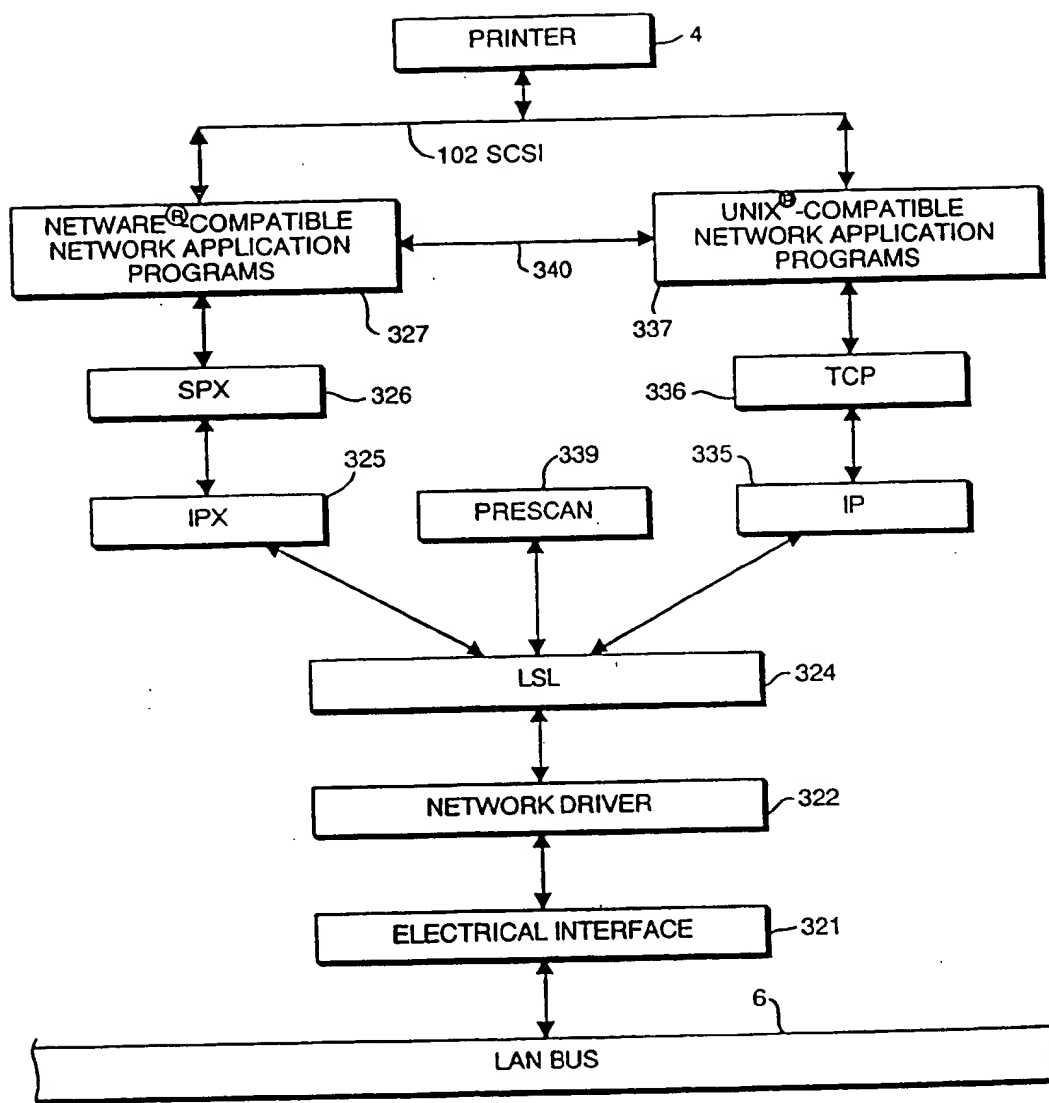 PRINTER
4
102 SCSI
NETWARE®-COMPATIBLE
NETWORK APPLICATION
PROGRAMS
UNIX®-COMPATIBLE
NETWORK APPLICATION
PROGRAMS
340
327
337
SPX
326
TCP
336
325
339
335
IPX
PRESCAN
IP
LSL
324
NETWORK DRIVER
322
ELECTRICAL INTERFACE
321
6
LAN BUS